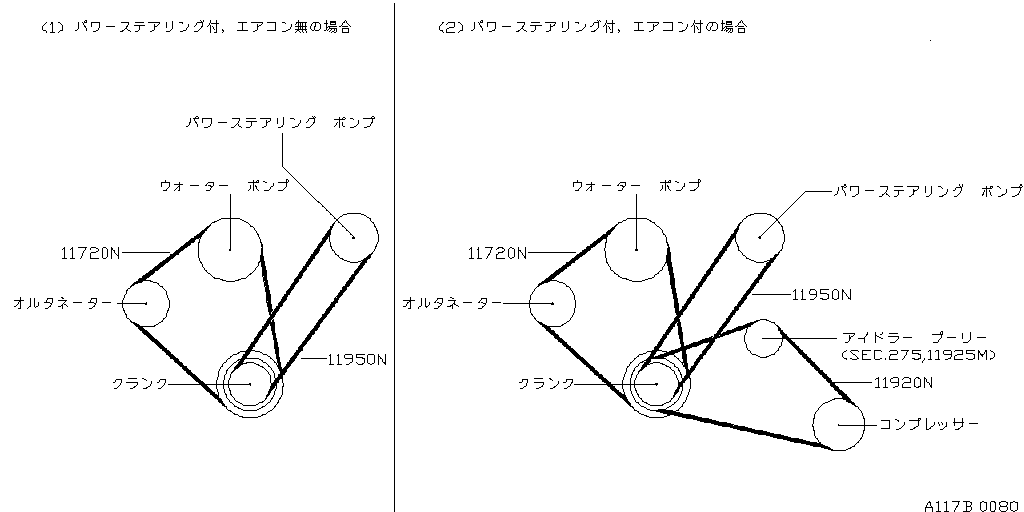 (1) パワーステアリング付, エアコン無の場合
パワーステアリング ポンプ
ウォーター ポンプ
11720N
オルタネーター
11950N
クランク
(2) パワーステアリング付, エアコン付の場合
ウォーター ポンプ
パワーステアリング ポンプ
11720N
11950N
オルタネーター
アイドラー プーリー
(SEC.275,11925M)
クランク
11920N
コンプレッサー
A117B 0080